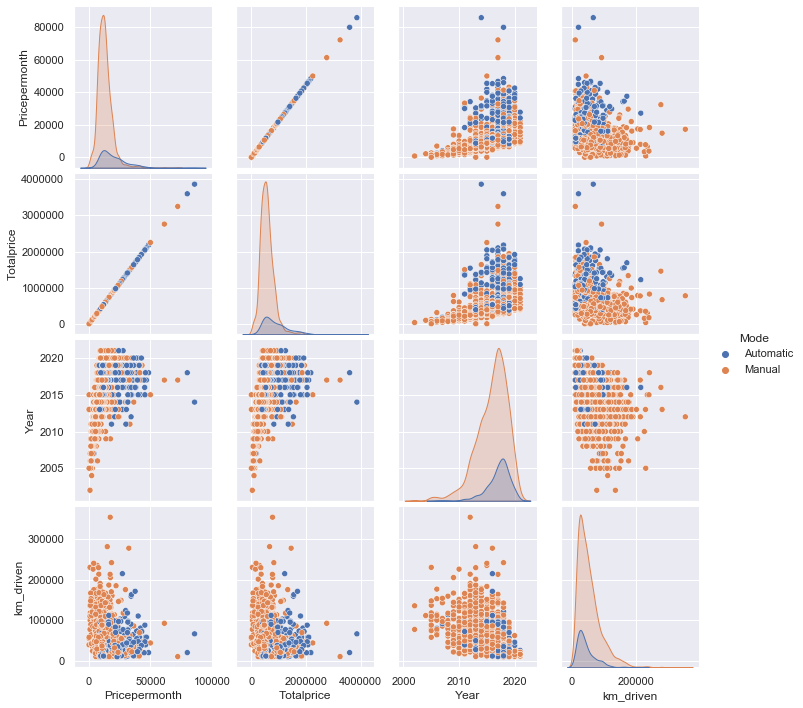 80000
60000
40000
20000
0
Pricepermonth
4000000
3000000
2000000
1000000
0
Totalprice
2020
2015
2010
2005
Year
300000
200000
100000
0
km_driven
0 50000 100000
Pricepermonth
0 2000000 4000000
Totalprice
2000 2010 2020
Year
0 200000
km_driven
Mode
Automatic
Manual